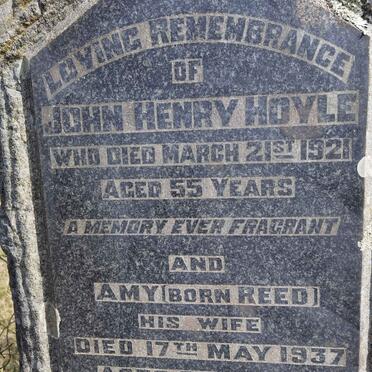 LOVING REMEMBRANCE
OF
JOHN HENRY HOYLE
WHO DIED MARCH 21ST 1921
AGED 55 YEARS
A MEMORY EVER FRAGRANT
AND
AMY (BORN REED)
HIS WIFE
DIED 17TH MAY 1937